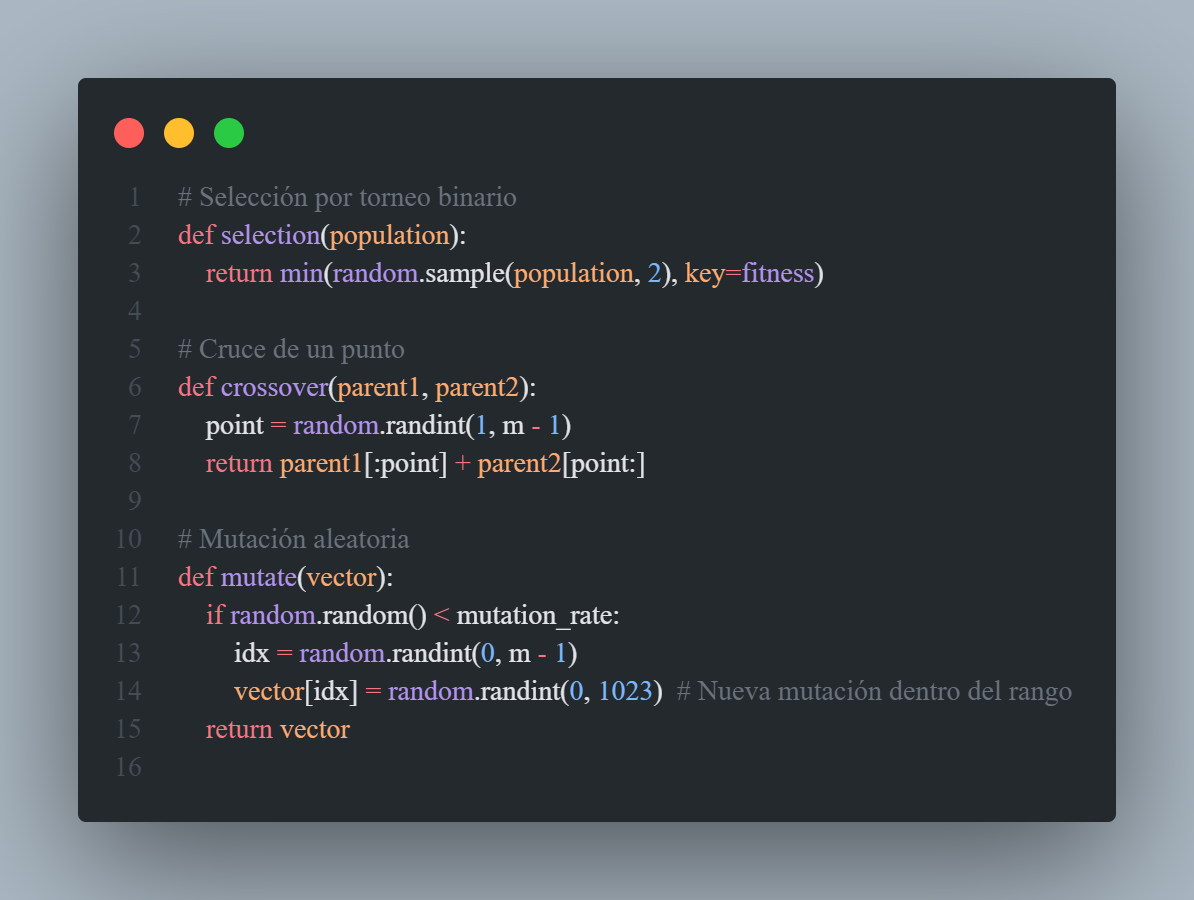 1 # Selección por torneo binario
2 def selection(population):
3     return min(random.sample(population, 2), key=fitness)
4
5 # Cruce de un punto
6 def crossover(parent1, parent2):
7     point = random.randint(1, m - 1)
8     return parent1[:point] + parent2[point:]
9
10 # Mutación aleatoria
11 def mutate(vector):
12     if random.random() < mutation_rate:
13         idx = random.randint(0, m - 1)
14         vector[idx] = random.randint(0, 1023)  # Nueva mutación dentro del rango
15     return vector
16